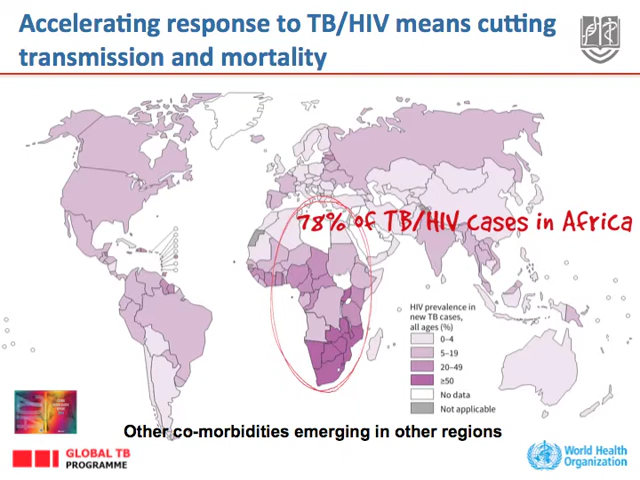 Accelerating response to TB/HIV means cutting
transmission and mortality
78% of TB/HIV cases in Africa
HIV prevalence in
new TB cases,
all ages (%)
0–4
5–19
20–49
≥50
No data
Not applicable
Other co-morbidities emerging in other regions
GLOBAL TB
PROGRAMME
World Health
Organization